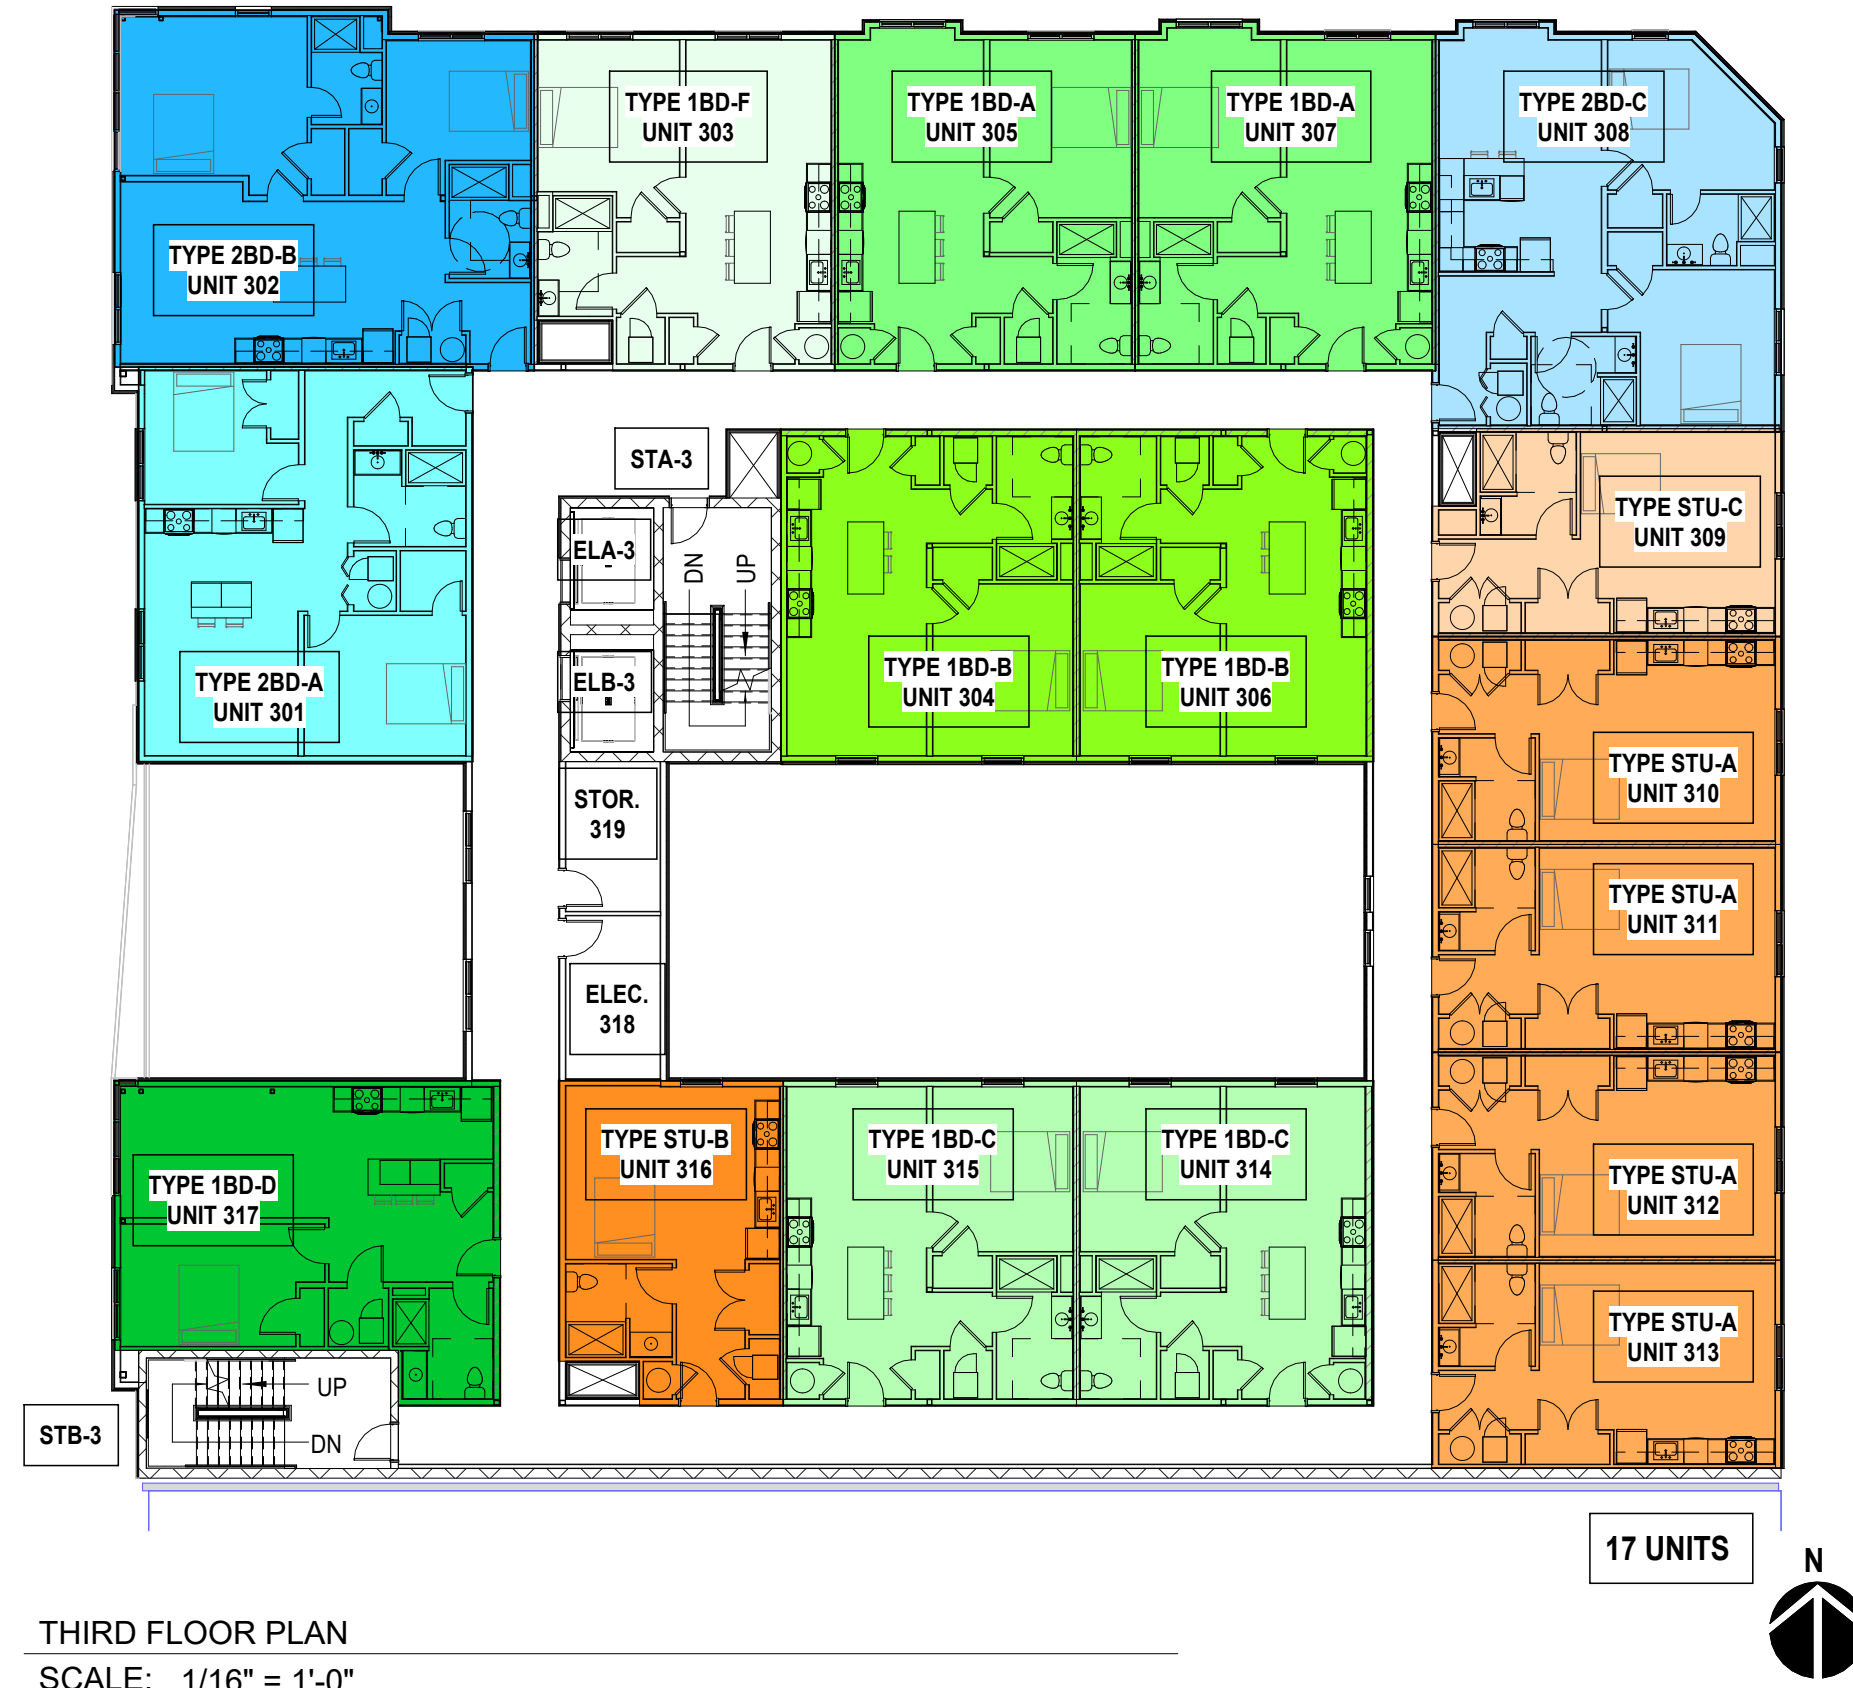 TYPE 2BD-B
UNIT 302
TYPE 1BD-F
UNIT 303
TYPE 1BD-A
UNIT 305
TYPE 1BD-A
UNIT 307
TYPE 2BD-C
UNIT 308
STA-3
ELA-3
DN
UP
ELB-3
TYPE 2BD-A
UNIT 301
TYPE 1BD-B
UNIT 304
TYPE 1BD-B
UNIT 306
TYPE STU-C
UNIT 309
TYPE STU-A
UNIT 310
STOR.
319
TYPE STU-A
UNIT 311
ELEC.
318
TYPE 1BD-D
UNIT 317
TYPE STU-B
UNIT 316
TYPE 1BD-C
UNIT 315
TYPE 1BD-C
UNIT 314
TYPE STU-A
UNIT 312
TYPE STU-A
UNIT 313
UP
DN
STB-3
17 UNITS
N
THIRD FLOOR PLAN
SCALE: 1/16" = 1'-0"